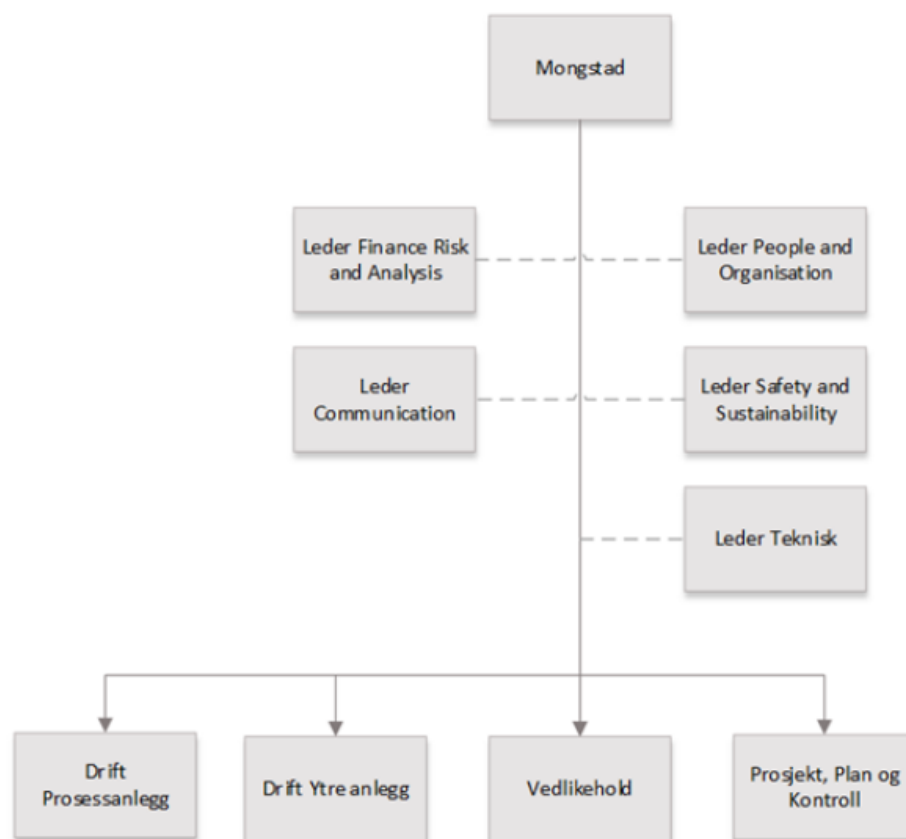 Mongstad
Leder Finance Risk
and Analysis
Leder People and
Organisation
Leder
Communication
Leder Safety and
Sustainability
Leder Teknisk
Drift
Prosessanlegg
Drift Ytre anlegg
Vedlikehold
Prosjekt, Plan og
Kontroll